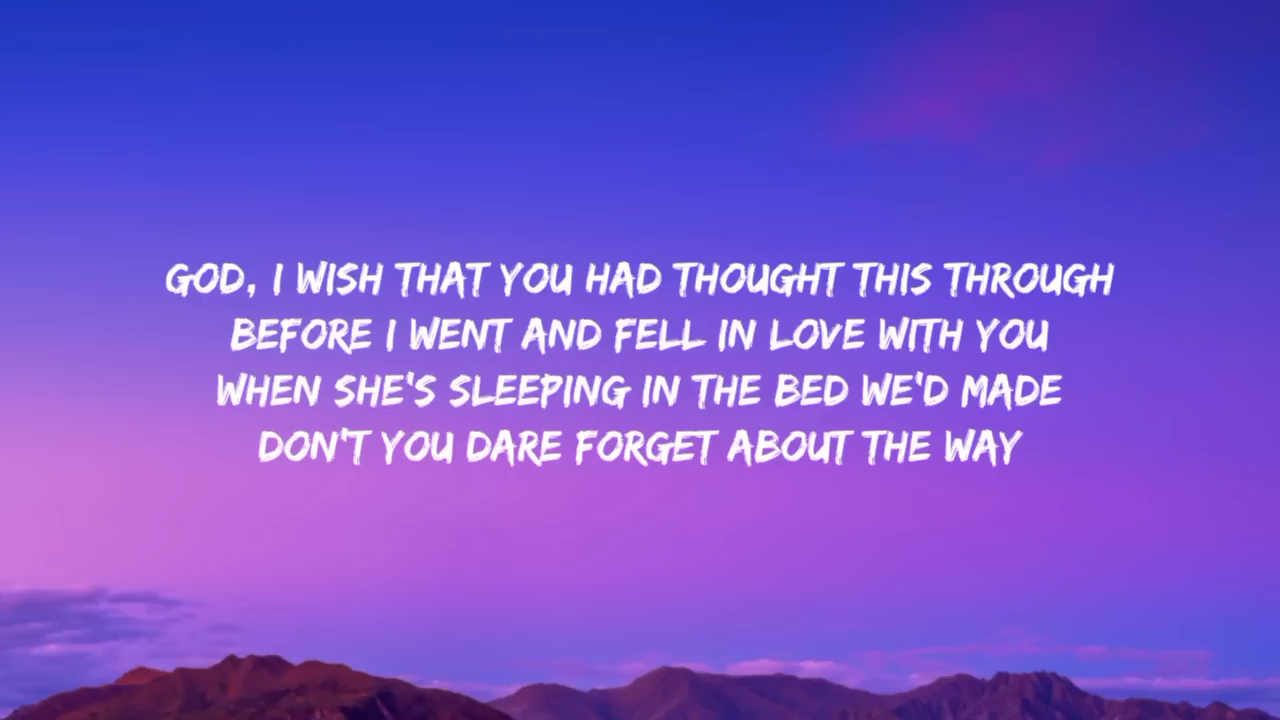 GOD, I WISH THAT YOU HAD THOUGHT THIS THROUGH
BEFORE I WENT AND FELL IN LOVE WITH YOU
WHEN SHE'S SLEEPING IN THE BED WE'D MADE
DON'T YOU DARE FORGET ABOUT THE WAY